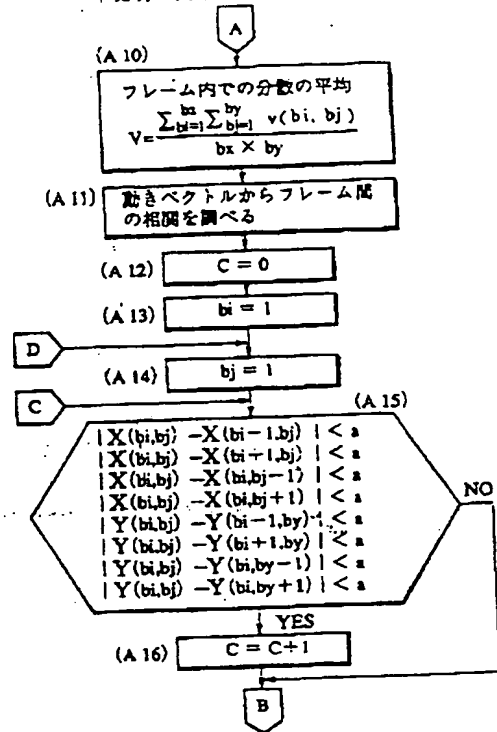 A
(A 10)
フレーム内での分散の平均
V= Σ^{bx}_{bi=1} Σ^{by}_{bj=1} v(bi, bj) / bx × by
(A 11)
動きベクトルからフレーム間
の相関を調べる
(A 12)
C = 0
(A 13)
bi = 1
D
(A 14)
bj = 1
C
(A 15)
| X(bi,bj) −X(bi−1,bj) | < a
| X(bi,bj) −X(bi+1,bj) | < a
| X(bi,bj) −X(bi,bj−1) | < a
| X(bi,bj) −X(bi,bj+1) | < a
| Y(bi,bj) −Y(bi−1,by) | < a
| Y(bi,bj) −Y(bi+1,by) | < a
| Y(bi,bj) −Y(bi,by−1) | < a
| Y(bi,bj) −Y(bi,by+1) | < a
NO
YES
(A 16)
C = C+1
B